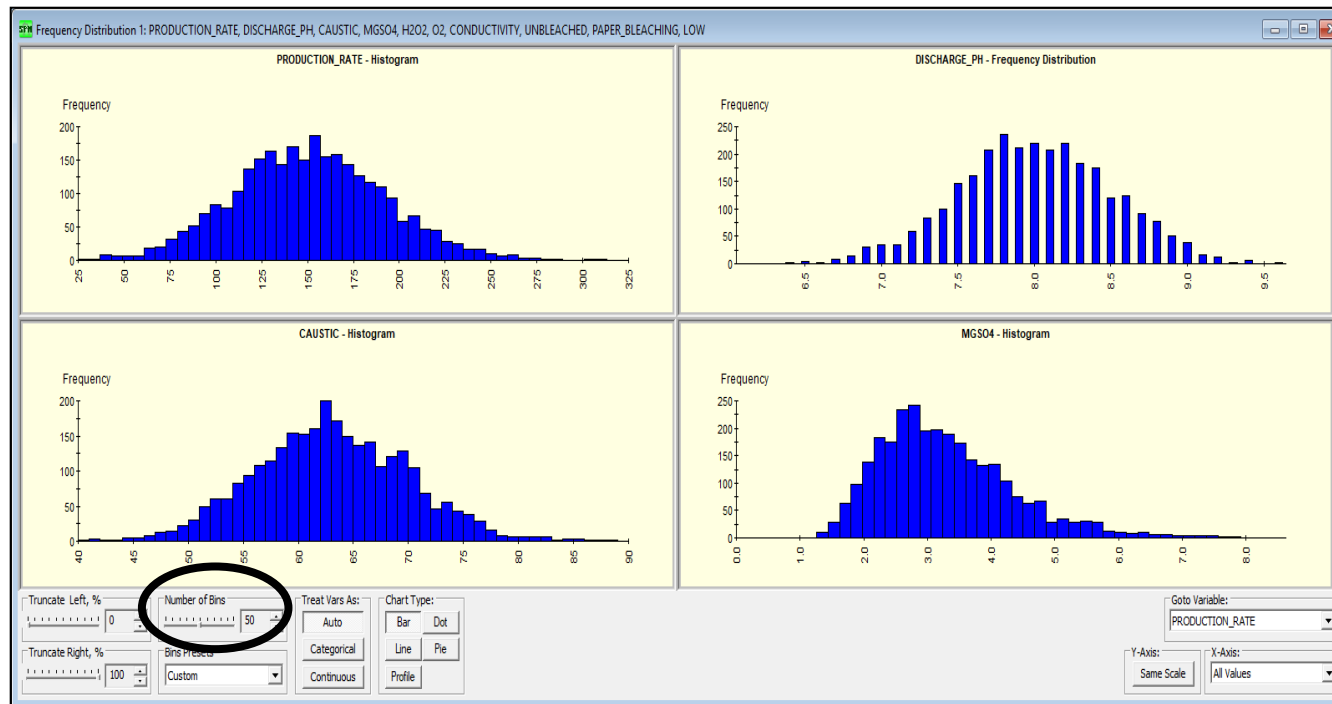 SPM Frequency Distribution 1: PRODUCTION_RATE, DISCHARGE_PH, CAUSTIC, MGSO4, H2O2, O2, CONDUCTIVITY, UNBLEACHED, PAPER_BLEACHING, LOW
PRODUCTION_RATE - Histogram
Frequency
200
150
100
50
0
25 50 75 100 125 150 175 200 225 250 275 300 325
DISCHARGE_PH - Frequency Distribution
Frequency
250
200
150
100
50
0
6.5 7.0 7.5 8.0 8.5 9.0 9.5
CAUSTIC - Histogram
Frequency
200
150
100
50
0
40 45 50 55 60 65 70 75 80 85 90
MGSO4 - Histogram
Frequency
250
200
150
100
50
0
0.0 1.0 2.0 3.0 4.0 5.0 6.0 7.0 8.0
Truncate Left, % Number of Bins Treat Vars As: Chart Type: Goto Variable:
0 50 Auto Bar Dot PRODUCTION_RATE
Truncate Right, % Bins Presets Categorical Line Pie Y-Axis: X-Axis:
100 Custom Continuous Profile Same Scale All Values